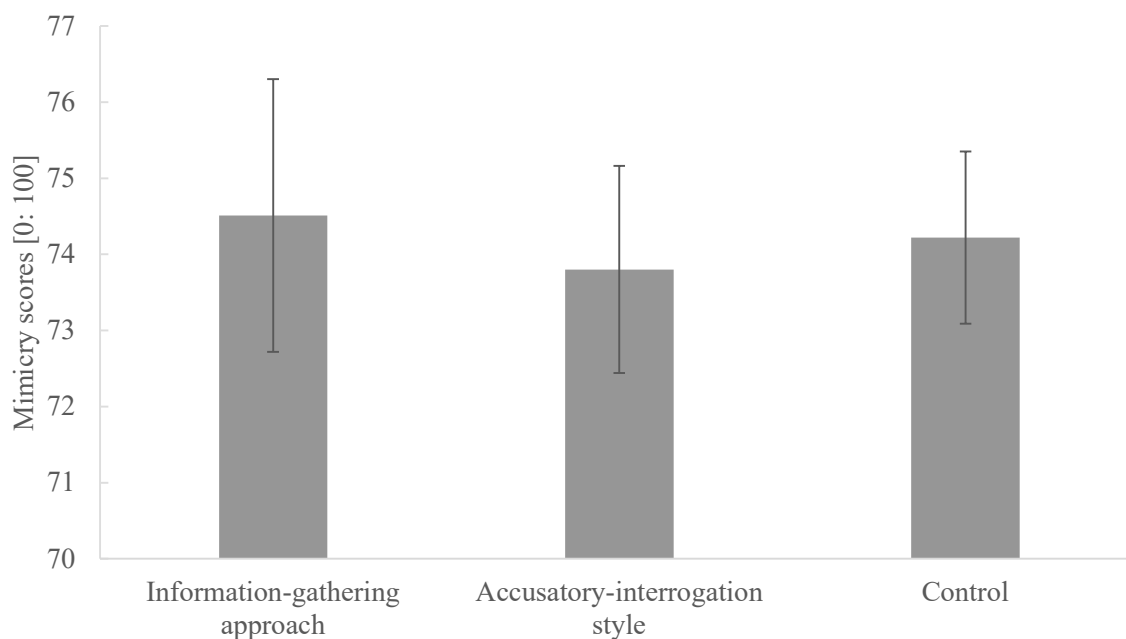 77
76
75
74
73
72
71
70
Mimicry scores [0: 100]
Information-gathering
approach
Accusatory-interrogation
style
Control